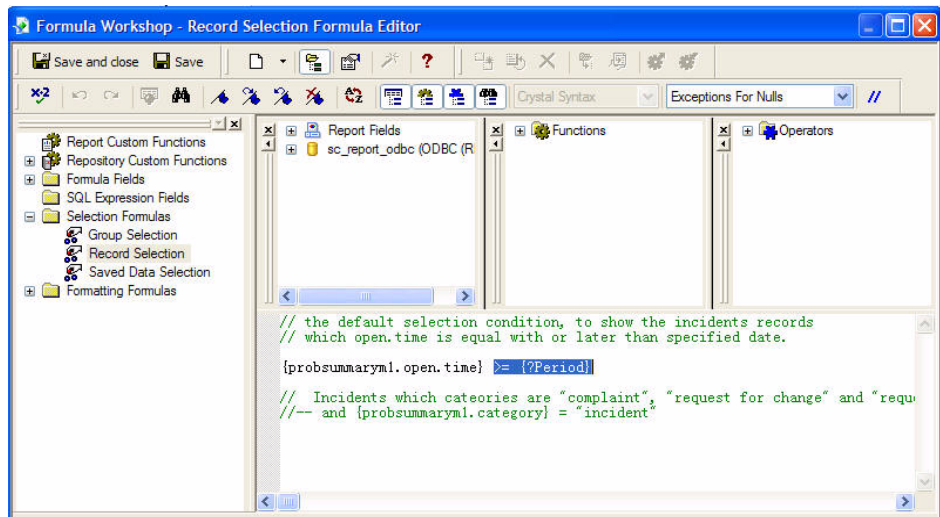 Formula Workshop - Record Selection Formula Editor
Save and close Save
Crystal Syntax Exceptions For Nulls //
Report Custom Functions
Repository Custom Functions
Formula Fields
SQL Expression Fields
Selection Formulas
Group Selection
Record Selection
Saved Data Selection
Formatting Formulas
Report Fields
sc_report_odbc (ODBC (R
Functions
Operators
// the default selection condition, to show the incidents records
// which open.time is equal with or later than specified date.
{probsummarym1.open.time} >= {?Period}
// Incidents which cateories are "complaint", "request for change" and "reque
//-- and {probsummarym1.category} = "incident"